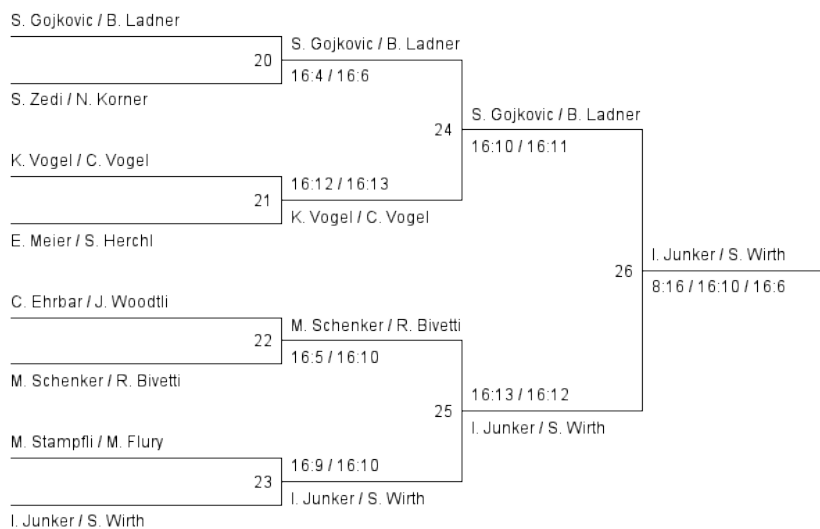 S. Gojkovic / B. Ladner
20
S. Zedi / N. Korner
S. Gojkovic / B. Ladner
16:4 / 16:6
K. Vogel / C. Vogel
21
E. Meier / S. Herchl
16:12 / 16:13
K. Vogel / C. Vogel
24
S. Gojkovic / B. Ladner
16:10 / 16:11
C. Ehrbar / J. Woodtli
22
M. Schenker / R. Bivetti
M. Schenker / R. Bivetti
16:5 / 16:10
M. Stampfli / M. Flury
23
I. Junker / S. Wirth
16:9 / 16:10
I. Junker / S. Wirth
25
16:13 / 16:12
I. Junker / S. Wirth
26
I. Junker / S. Wirth
8:16 / 16:10 / 16:6